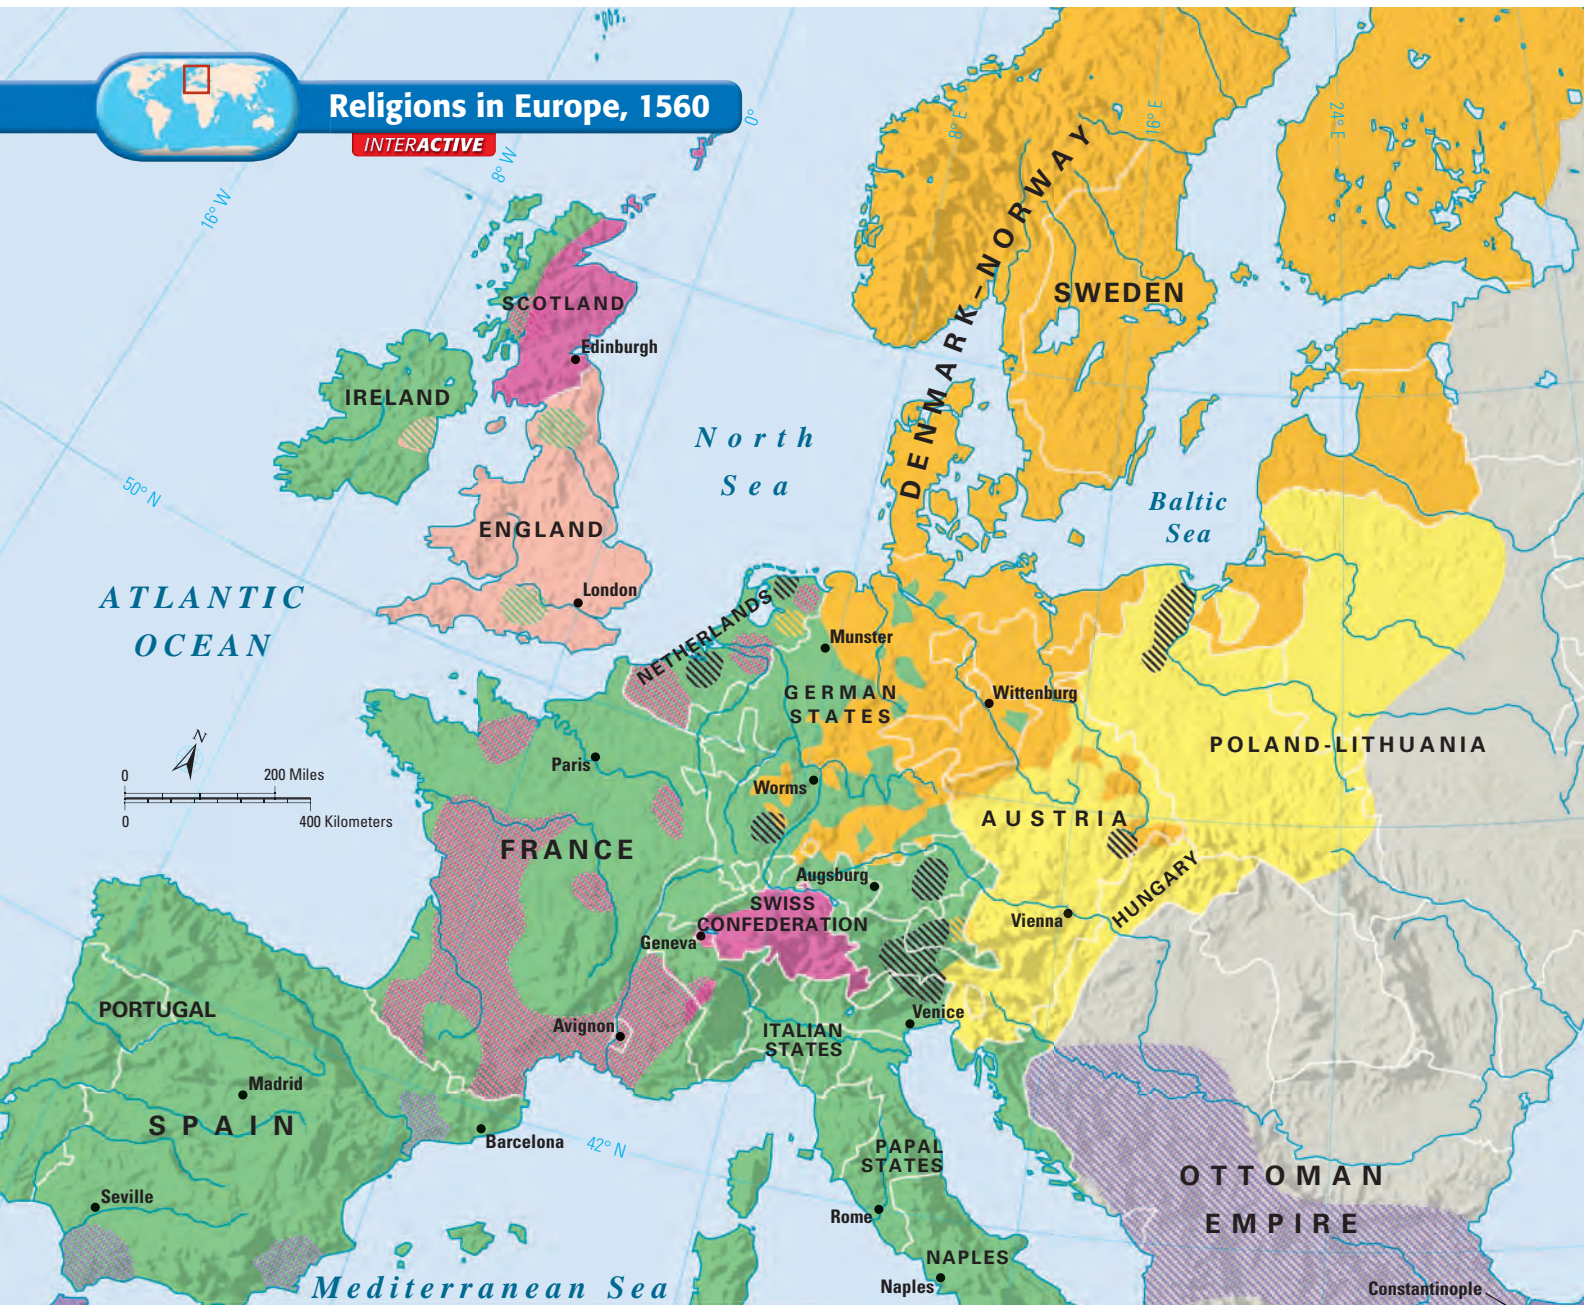 Religions in Europe, 1560
INTERACTIVE
0°
8° E
16° E
24° E
8° W
16° W
DENMARK–NORWAY
SWEDEN
SCOTLAND
Edinburgh
IRELAND
North
Sea
50° N
Baltic
Sea
ENGLAND
ATLANTIC
OCEAN
London
NETHERLANDS
Munster
GERMAN
STATES
Wittenburg
POLAND-LITHUANIA
N
0
200 Miles
0
400 Kilometers
Paris
Worms
AUSTRIA
FRANCE
Augsburg
HUNGARY
SWISS
CONFEDERATION
Geneva
Vienna
PORTUGAL
Avignon
Venice
ITALIAN
STATES
Madrid
SPAIN
Barcelona
42° N
PAPAL
STATES
OTTOMAN
EMPIRE
Seville
Rome
NAPLES
Naples
Mediterranean Sea
Constantinople